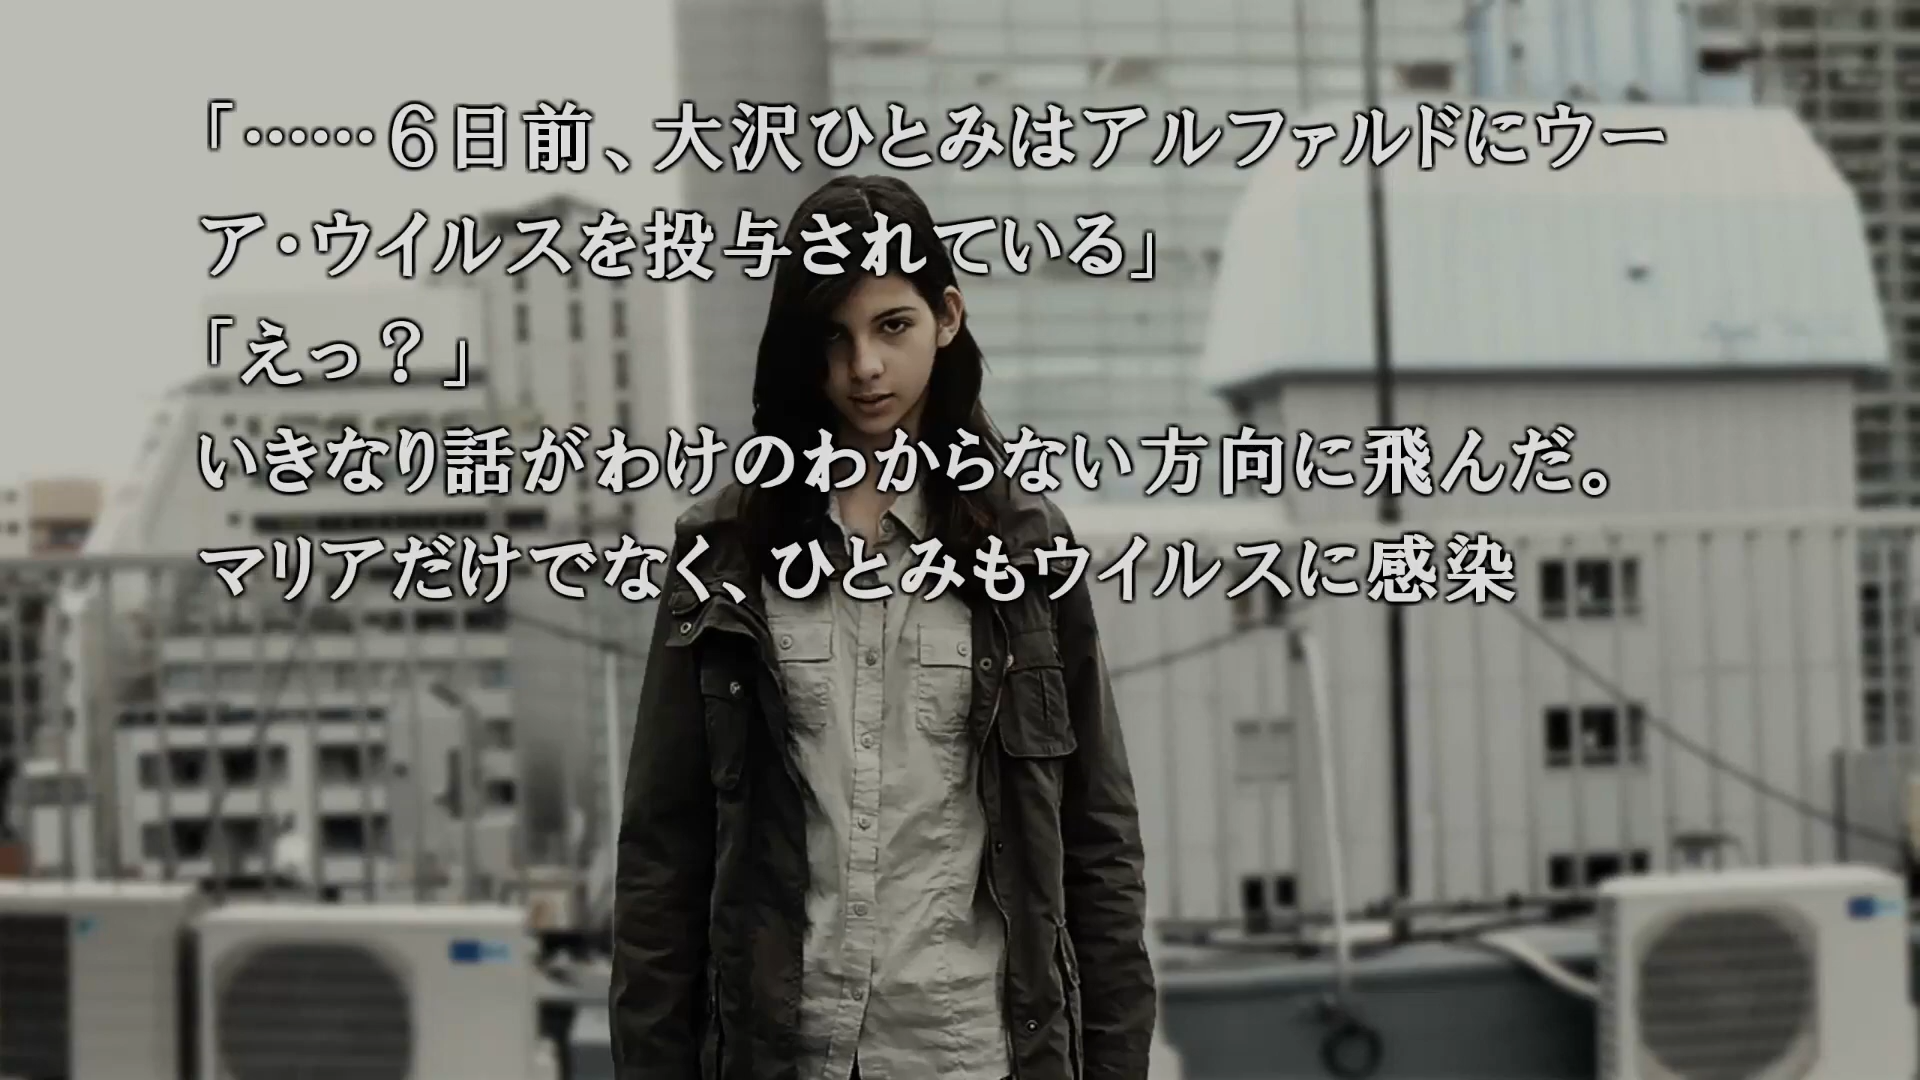 「……６日前、大沢ひとみはアルファルドにウー
ア・ウイルスを投与されている」
「えっ？」
いきなり話がわけのわからない方向に飛んだ。
マリアだけでなく、ひとみもウイルスに感染